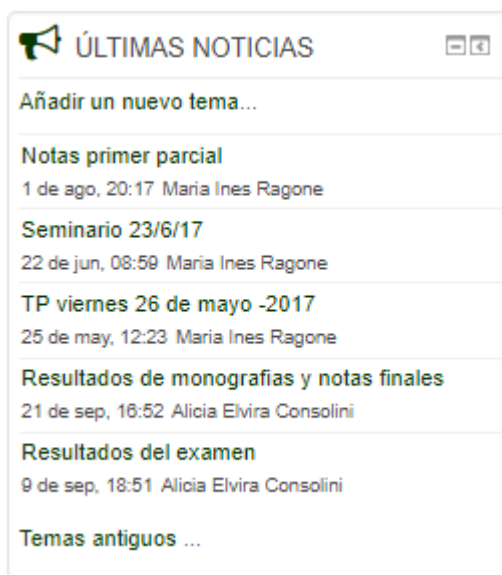 ÚLTIMAS NOTICIAS
Añadir un nuevo tema...
Notas primer parcial
1 de ago, 20:17 Maria Ines Ragone
Seminario 23/6/17
22 de jun, 08:59 Maria Ines Ragone
TP viernes 26 de mayo -2017
25 de may, 12:23 Maria Ines Ragone
Resultados de monografias y notas finales
21 de sep, 16:52 Alicia Elvira Consolini
Resultados del examen
9 de sep, 18:51 Alicia Elvira Consolini
Temas antiguos ...